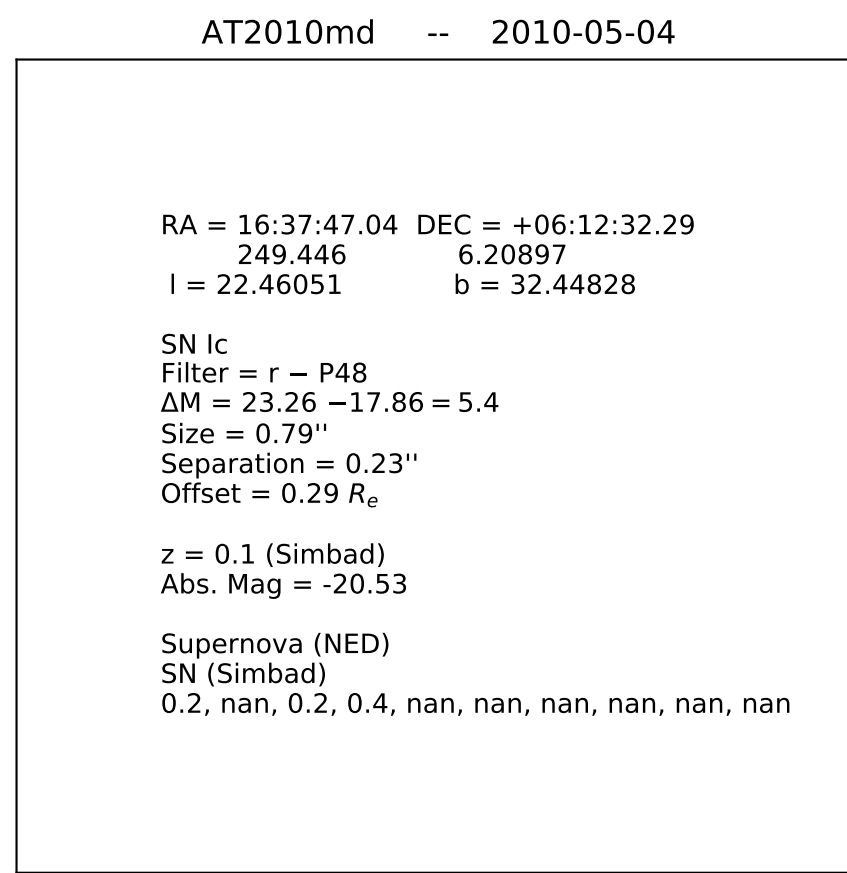 AT2010md -- 2010-05-04
RA = 16:37:47.04 DEC = +06:12:32.29
249.446 6.20897
l = 22.46051 b = 32.44828
SN Ic
Filter = r − P48
ΔM = 23.26 −17.86 = 5.4
Size = 0.79''
Separation = 0.23''
Offset = 0.29 Rₑ
z = 0.1 (Simbad)
Abs. Mag = -20.53
Supernova (NED)
SN (Simbad)
0.2, nan, 0.2, 0.4, nan, nan, nan, nan, nan, nan